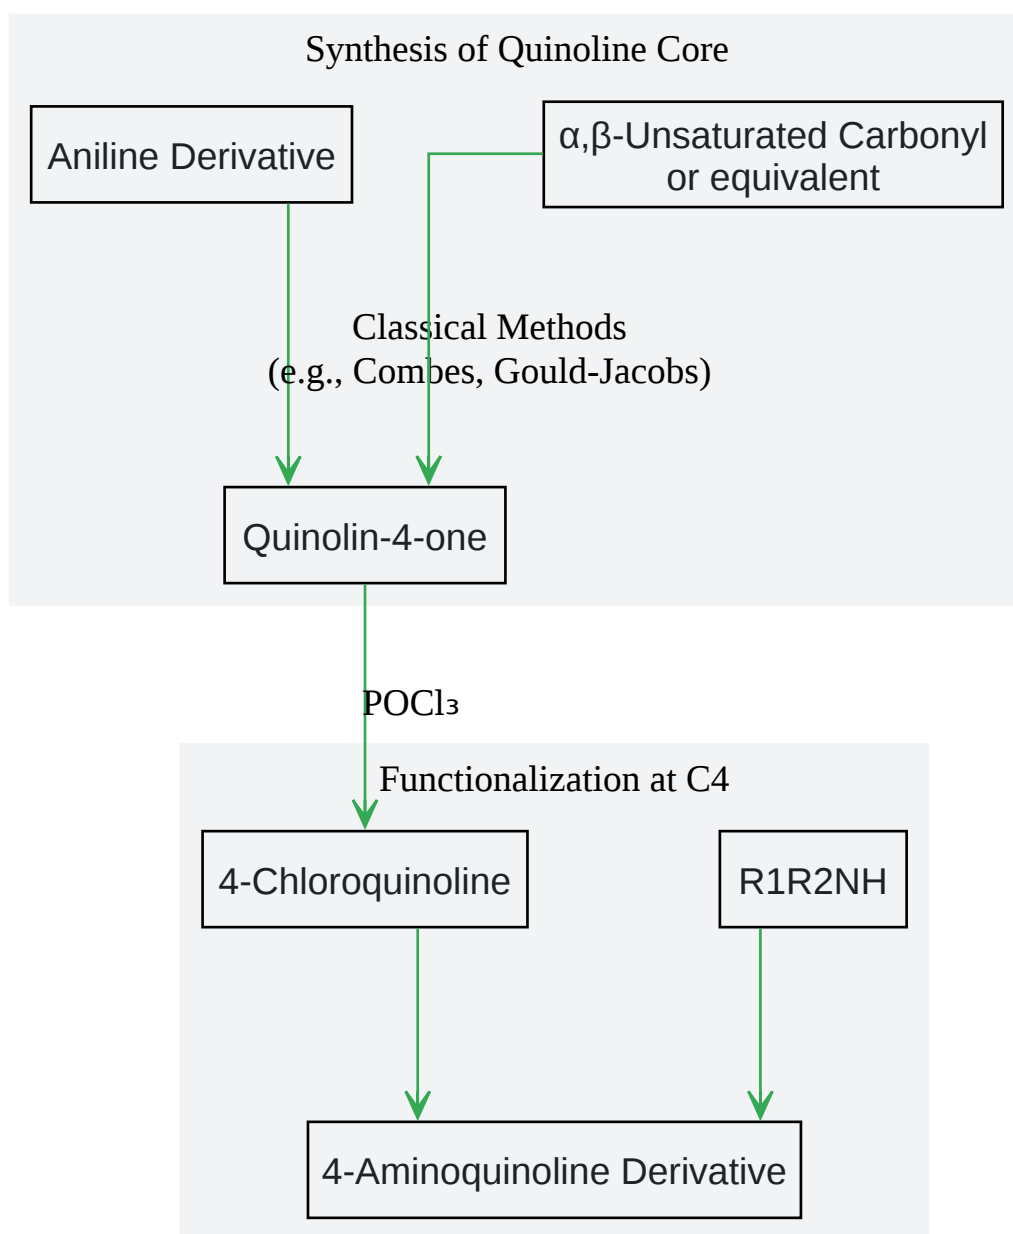 Synthesis of Quinoline Core
Aniline Derivative
α,β-Unsaturated Carbonyl
or equivalent
Classical Methods
(e.g., Combes, Gould-Jacobs)
Quinolin-4-one
POCl₃
Functionalization at C4
4-Chloroquinoline
R1R2NH
4-Aminoquinoline Derivative